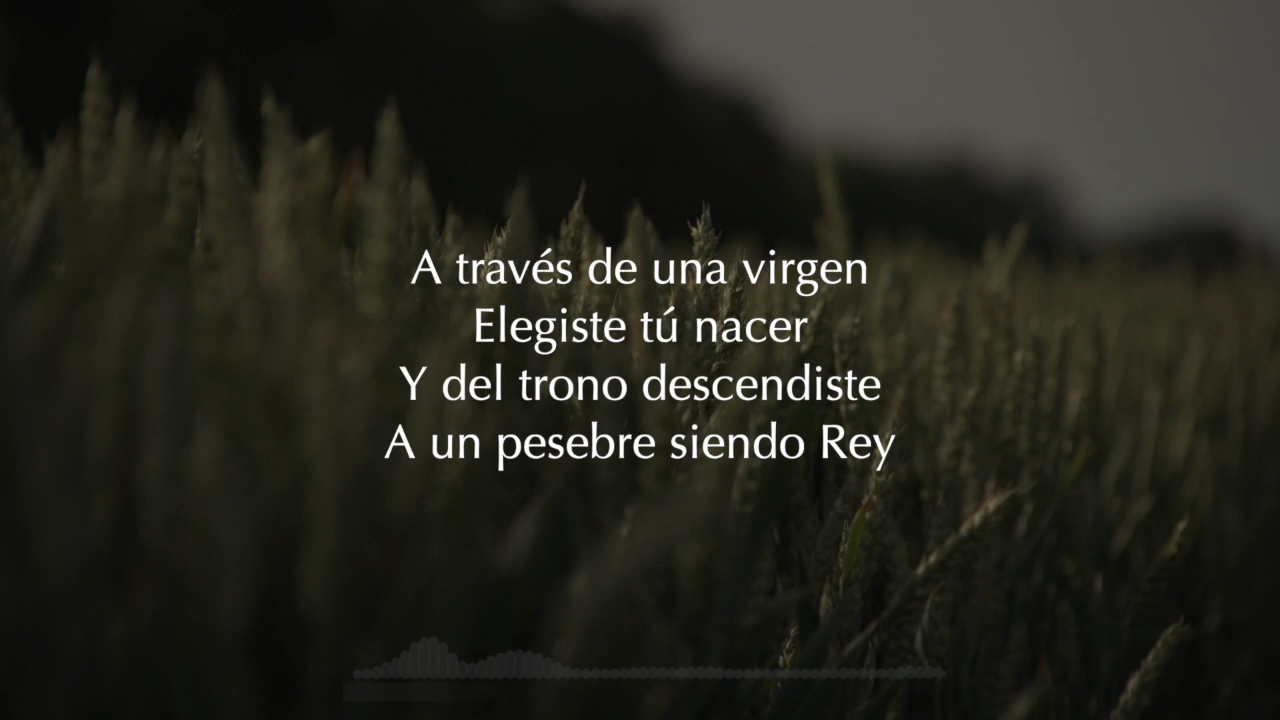 A través de una virgen
Elegiste tú nacer
Y del trono descendiste
A un pesebre siendo Rey